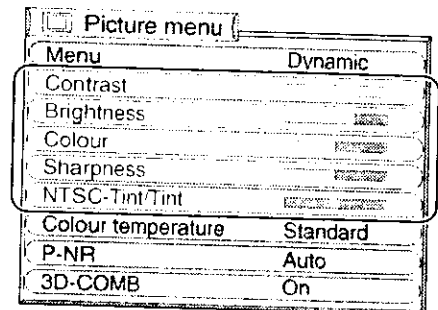 Picture menu
Menu Dynamic
Contrast
Brightness
Colour
Sharpness
NTSC-Tint/Tint
Colour temperature Standard
P-NR Auto
3D-COMB On